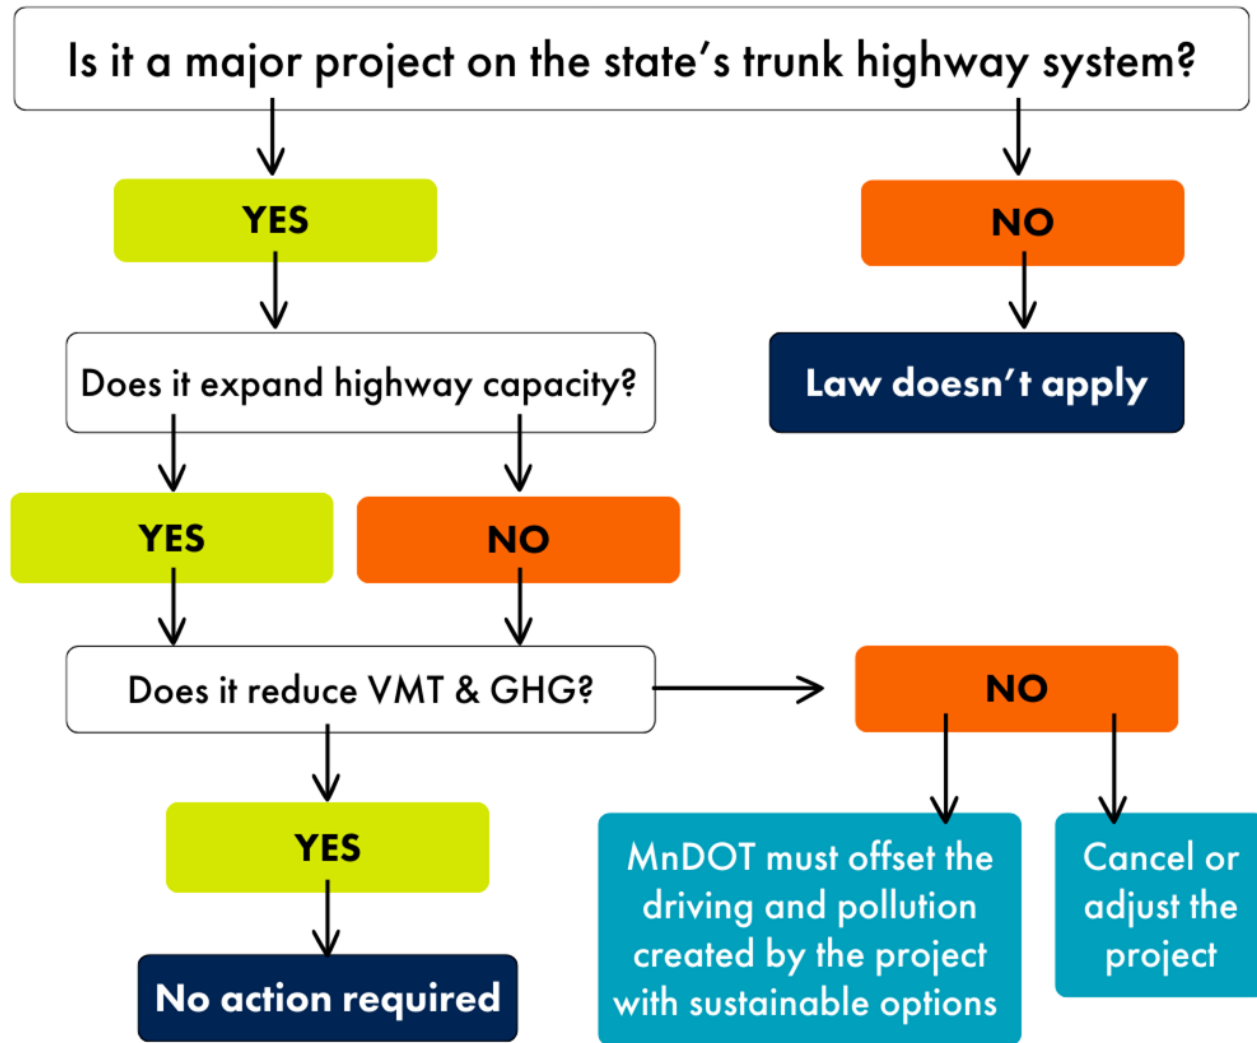 Is it a major project on the state’s trunk highway system?
YES
NO
Does it expand highway capacity?
Law doesn’t apply
YES
NO
Does it reduce VMT & GHG?
NO
YES
MnDOT must offset the
driving and pollution
created by the project
with sustainable options
Cancel or
adjust the
project
No action required